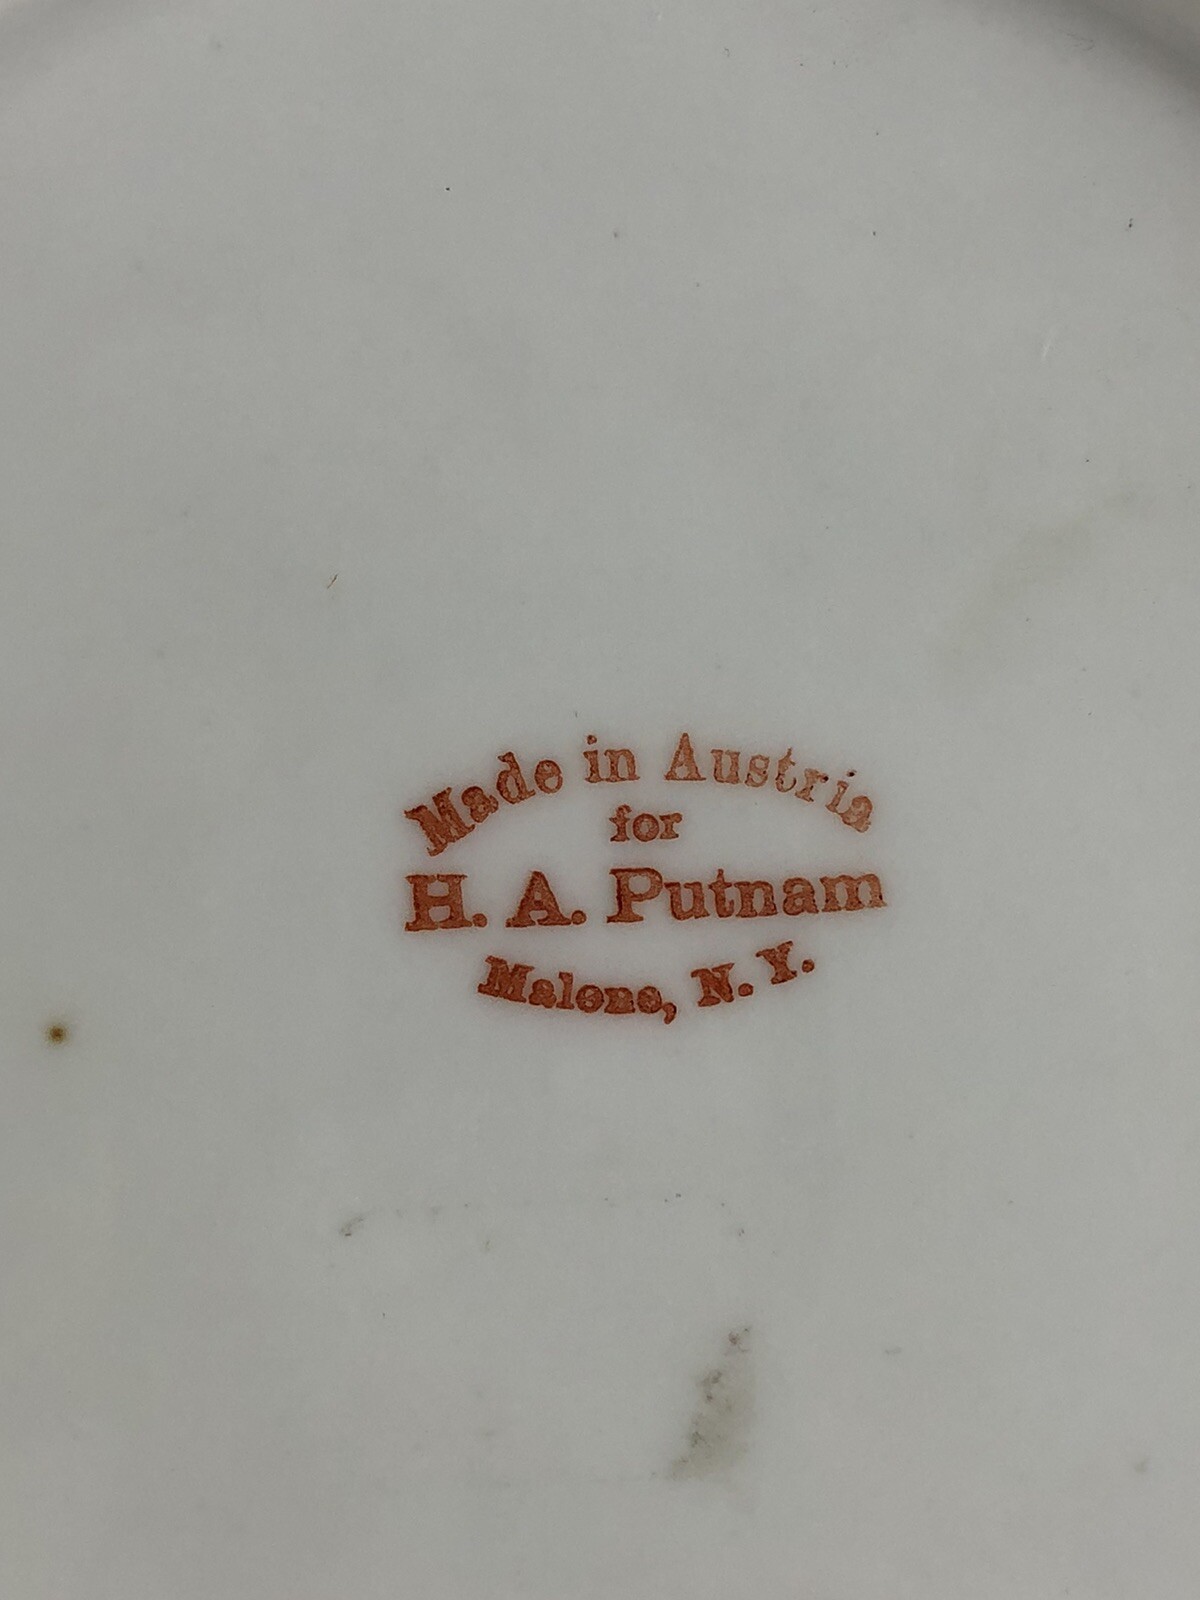 Made in Austria
for
H. A. Putnam
Malone, N. Y.